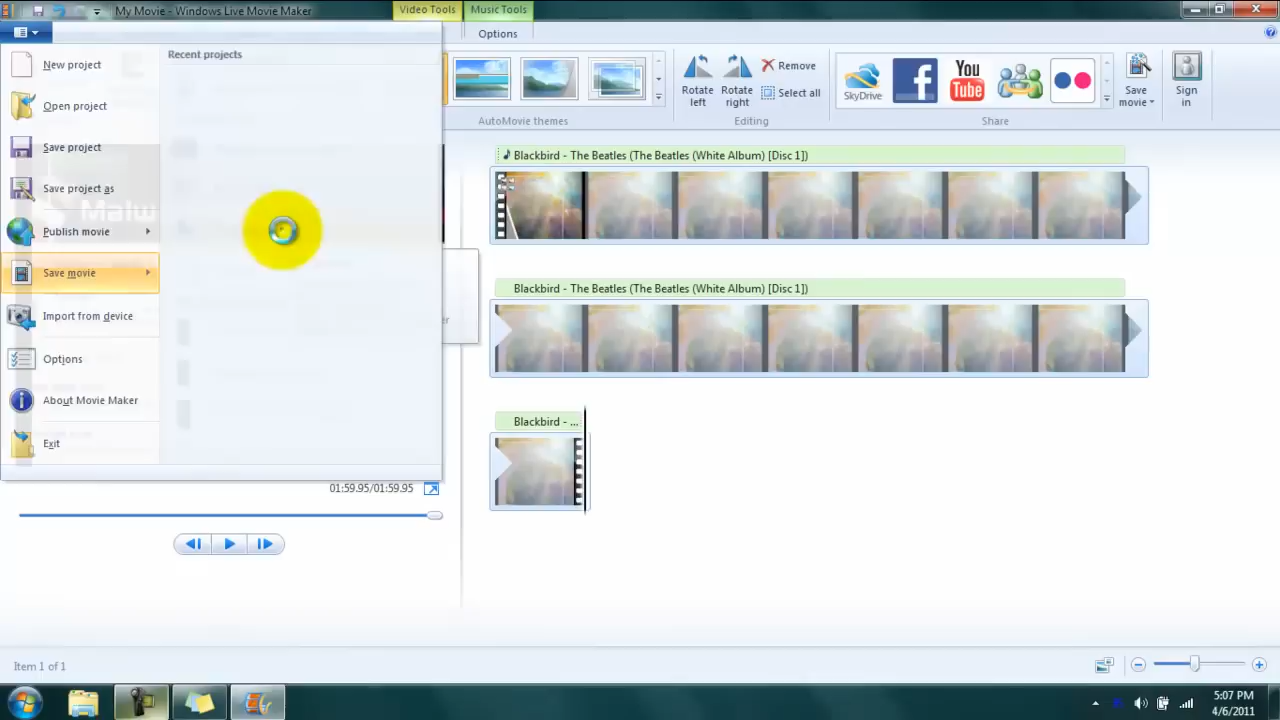 My Movie - Windows Live Movie Maker
Video Tools
Music Tools
Options
Recent projects
New project
Open project
Save project
Save project as
Malw
Publish movie
Save movie
Import from device
Options
About Movie Maker
Exit
AutoMovie themes
Rotate left
Rotate right
Remove
Select all
Editing
SkyDrive
You Tube
Share
Save movie
Sign in
Blackbird - The Beatles (The Beatles (White Album) [Disc 1])
Blackbird - The Beatles (The Beatles (White Album) [Disc 1])
Blackbird - ...
01:59.95/01:59.95
Item 1 of 1
5:07 PM
4/6/2011